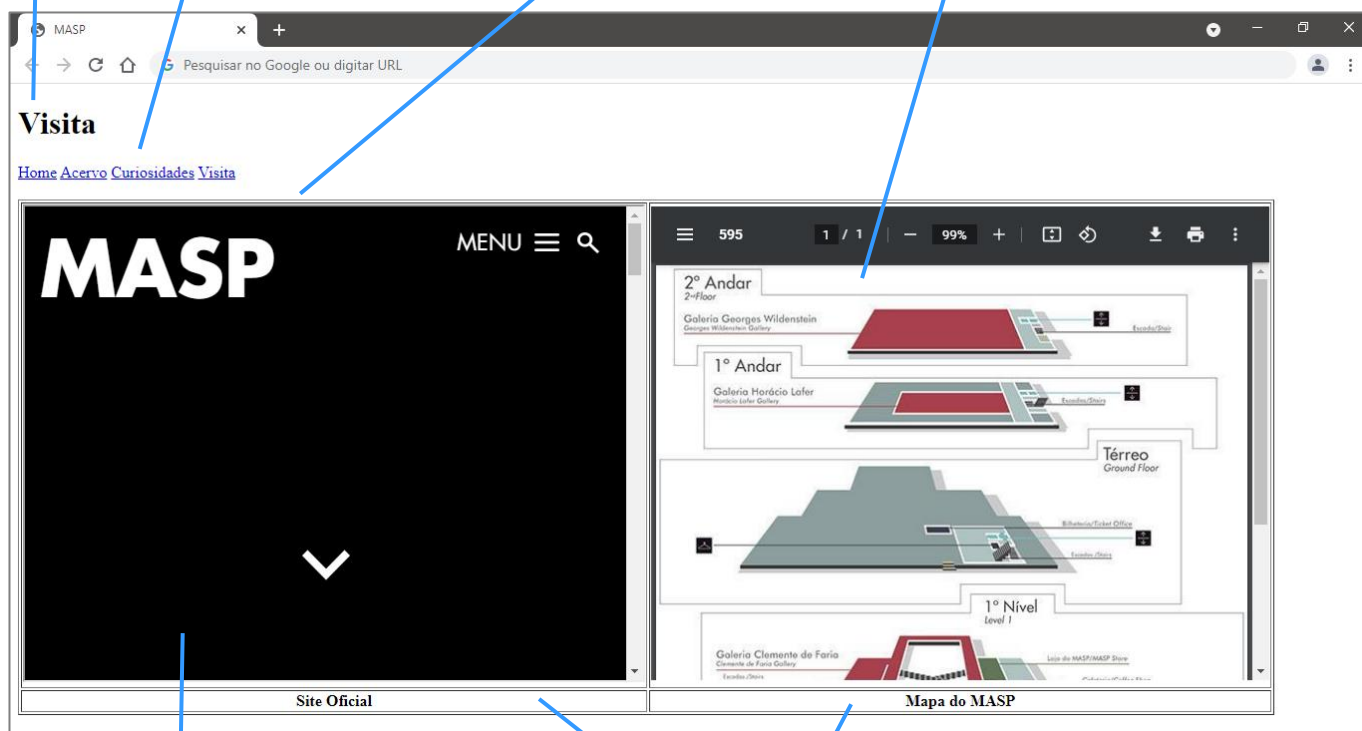 MASP
Pesquisar no Google ou digitar URL
Visita
Home Acervo Curiosidades Visita
MASP
MENU
595
1 / 1
99%
2º Andar
2nd Floor
Galeria Georges Wildenstein
Georges Wildenstein Gallery
Escada/Stair
1º Andar
Galeria Horácio Lafer
Horácio Lafer Gallery
Escadas/Stairs
Térreo
Ground Floor
Bilheteria/Ticket Office
Escadas/Stairs
1º Nível
Level 1
Galeria Clemente de Faria
Clemente de Faria Gallery
Loja do MASP/MASP Store
Escadas/Stairs
Site Oficial
Mapa do MASP